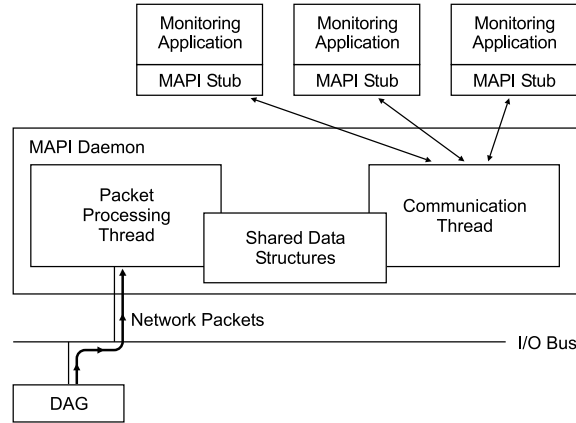 Monitoring
Application
MAPI Stub
Monitoring
Application
MAPI Stub
Monitoring
Application
MAPI Stub
MAPI Daemon
Packet
Processing
Thread
Shared Data
Structures
Communication
Thread
Network Packets
I/O Bus
DAG